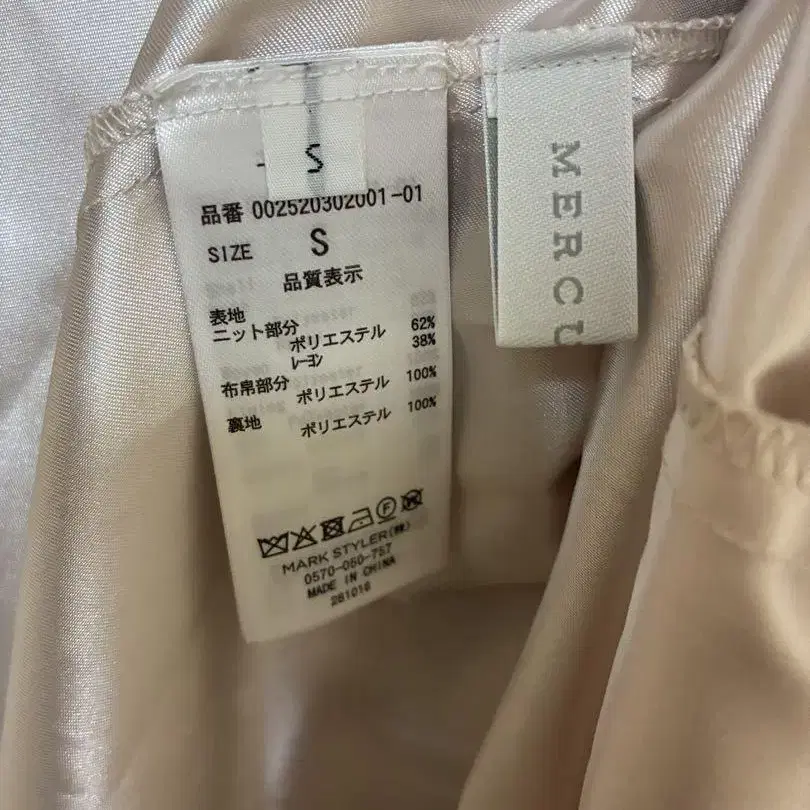 S
品番 002520302001-01
SIZE S
品質表示
表地
ニット部分
ポリエステル 62%
レーヨン 38%
布帛部分 ポリエステル 100%
裏地 ポリエステル 100%
MARK STYLER(株)
0570-050-757
MADE IN CHINA
261018
MERCU